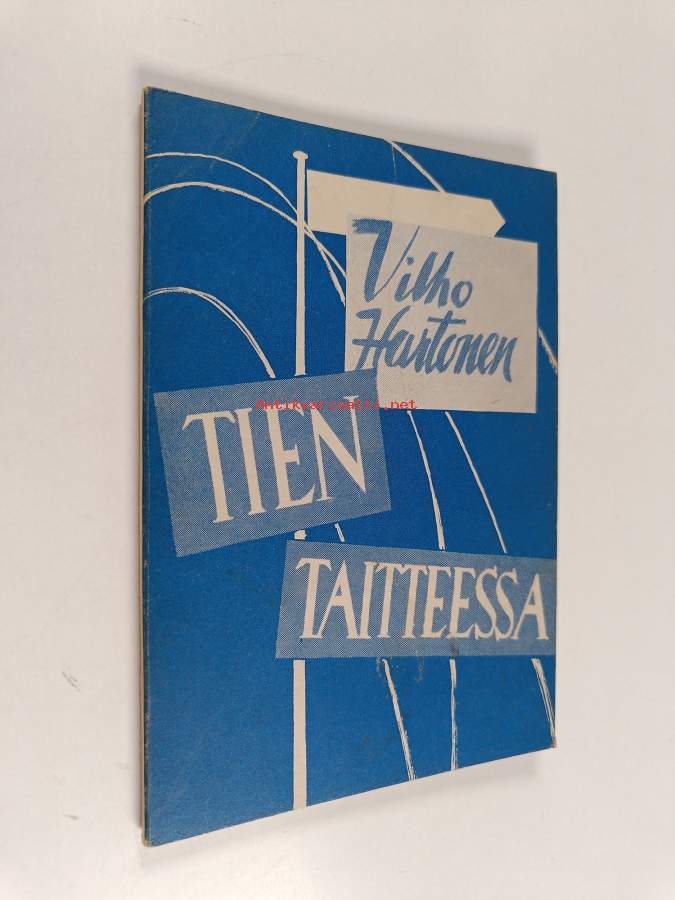 Vilho
Hartonen
TIEN
Antikvariaatti.net
TAITTEESSA